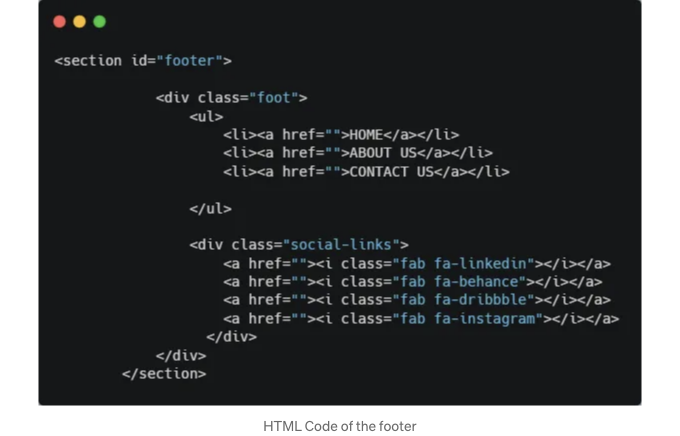 <section id="footer">
<div class="foot">
<ul>
<li><a href="">HOME</a></li>
<li><a href="">ABOUT US</a></li>
<li><a href="">CONTACT US</a></li>
</ul>
<div class="social-links">
<a href=""><i class="fab fa-linkedin"></i></a>
<a href=""><i class="fab fa-behance"></i></a>
<a href=""><i class="fab fa-dribbble"></i></a>
<a href=""><i class="fab fa-instagram"></i></a>
</div>
</div>
</section>
HTML Code of the footer